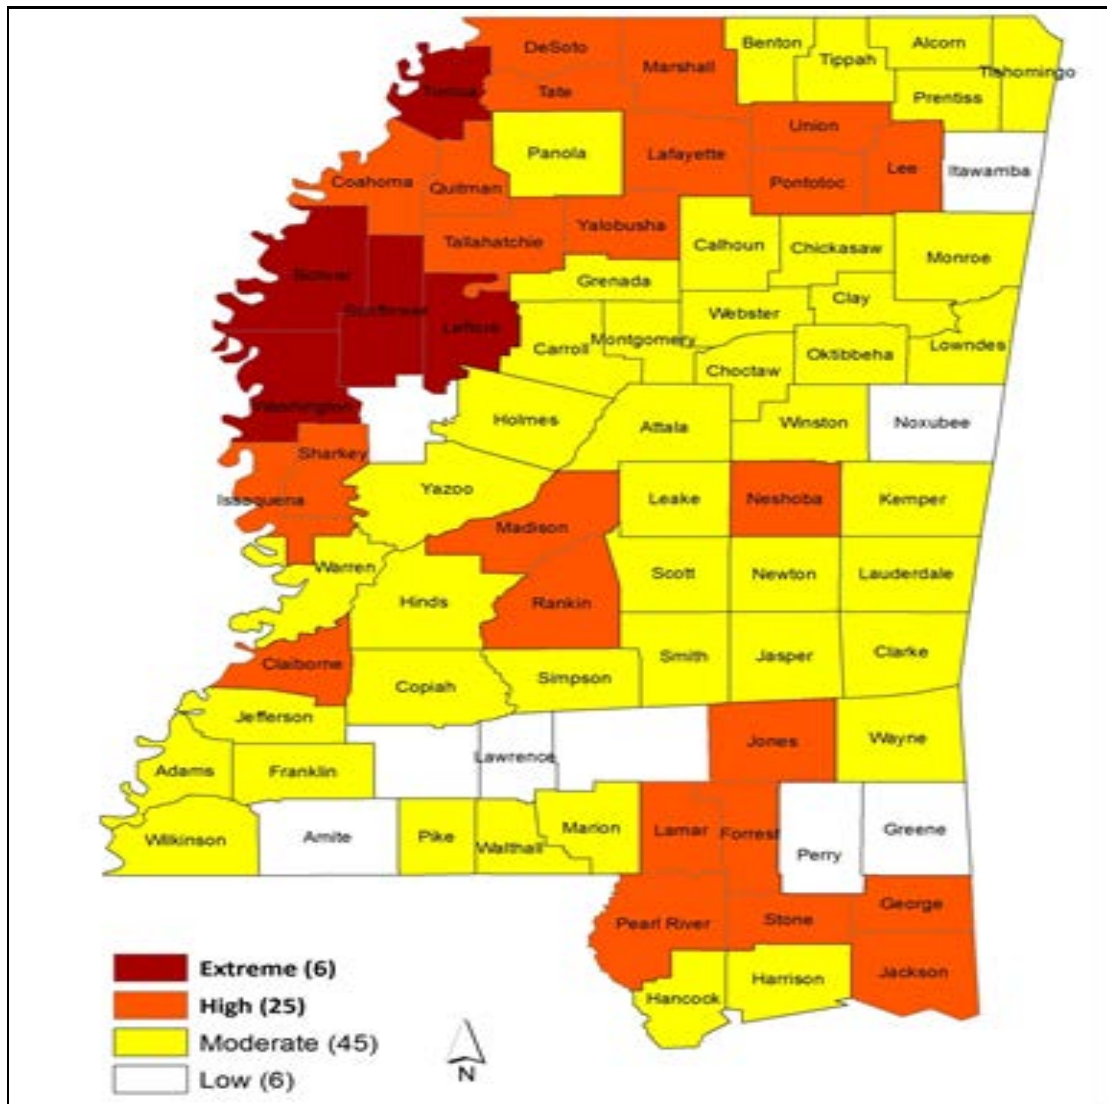 DeSoto
Benton
Tippah
Alcorn
Tishomingo
Marshall
Tunica
Tate
Prentiss
Union
Panola
Lafayette
Lee
Itawamba
Coahoma
Quitman
Pontotoc
Yalobusha
Tallahatchie
Calhoun
Chickasaw
Monroe
Bolivar
Grenada
Clay
Sunflower
Leflore
Webster
Montgomery
Carroll
Choctaw
Oktibbeha
Lowndes
Washington
Holmes
Attala
Winston
Noxubee
Sharkey
Yazoo
Issaquena
Leake
Neshoba
Kemper
Madison
Warren
Scott
Newton
Lauderdale
Hinds
Rankin
Claiborne
Smith
Jasper
Clarke
Copiah
Simpson
Jefferson
Jones
Wayne
Lawrence
Adams
Franklin
Wilkinson
Amite
Pike
Walthall
Marion
Lamar
Forrest
Perry
Greene
Pearl River
Stone
George
Hancock
Harrison
Jackson
Extreme (6)
High (25)
Moderate (45)
Low (6)
N